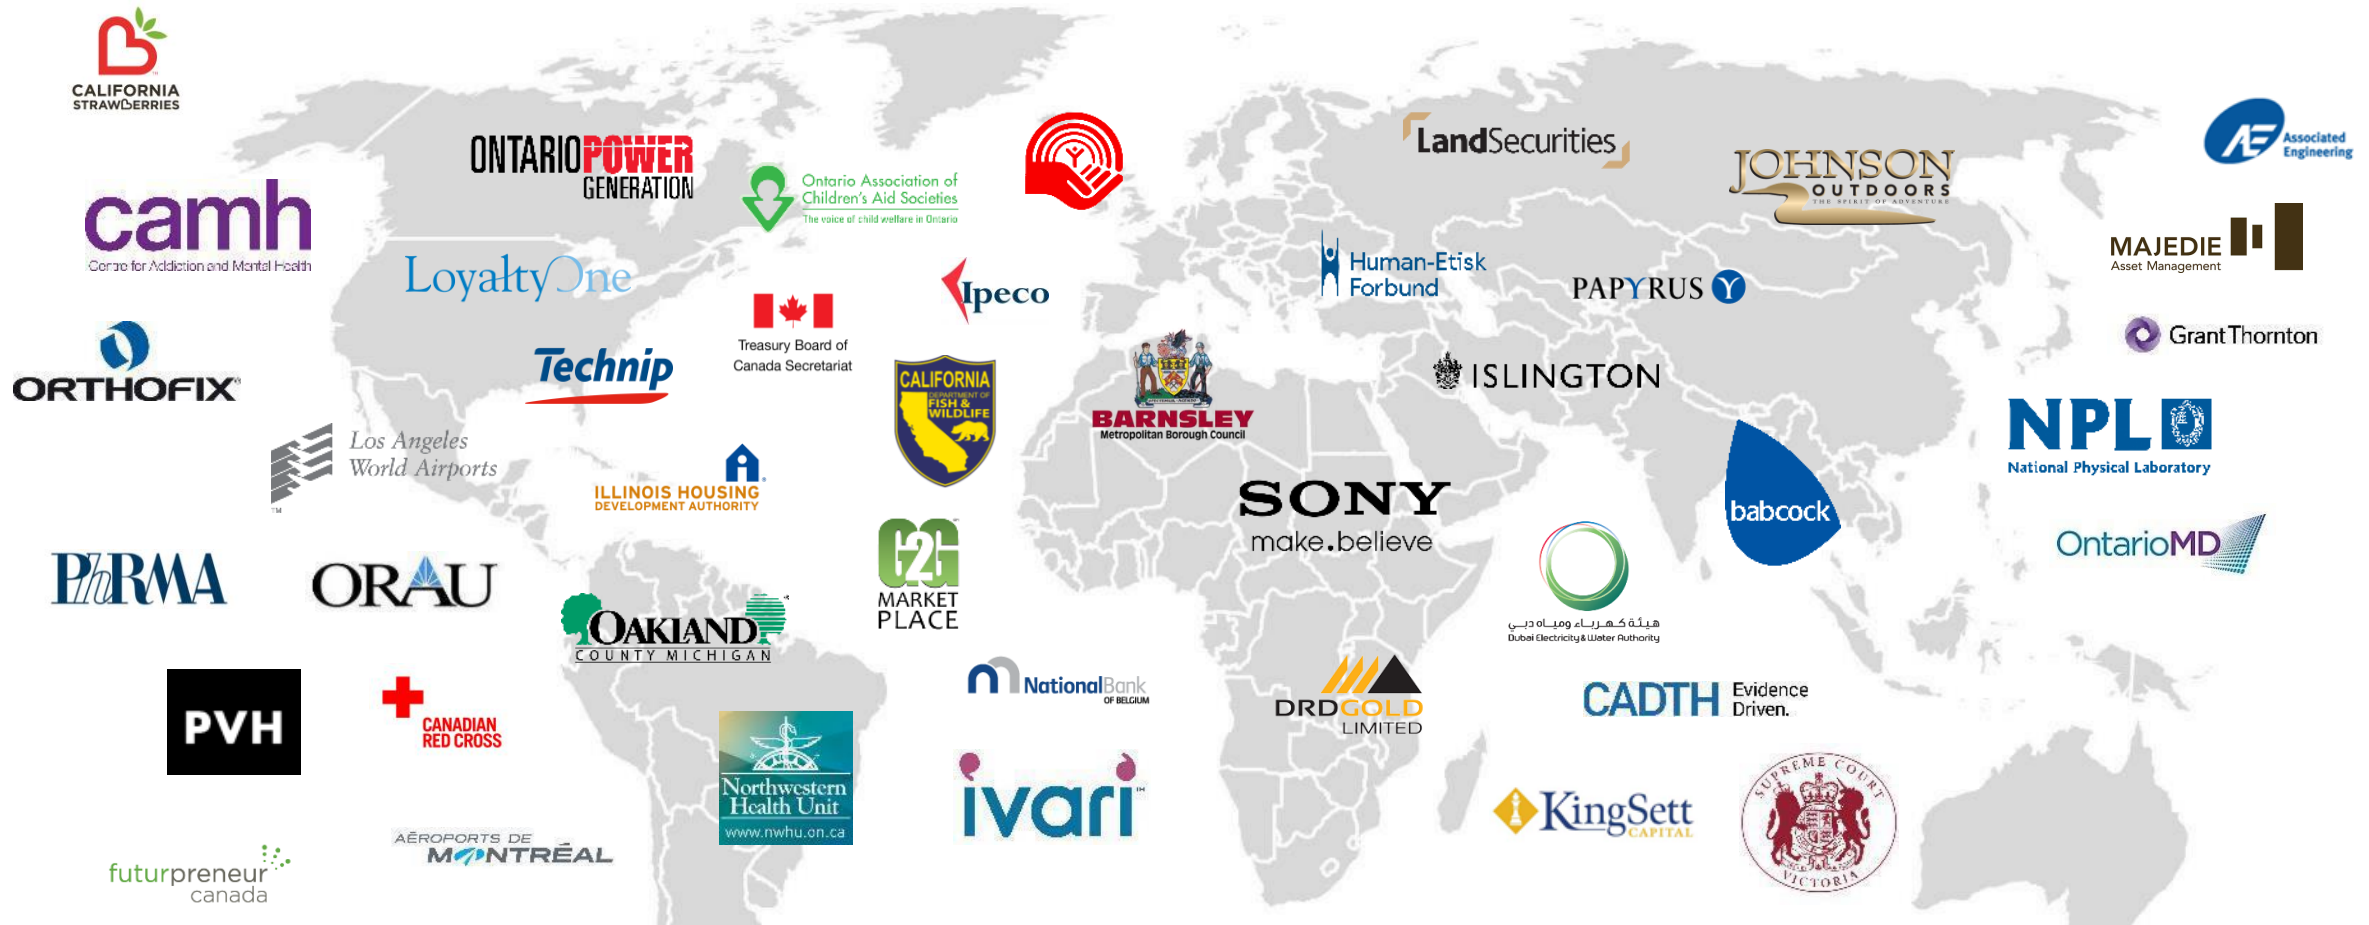 CALIFORNIA
STRAWBERRIES
camh
Centre for Addiction and Mental Health
ONTARIOPOWER
GENERATION
Ontario Association of
Children's Aid Societies
The voice of child welfare in Ontario
LandSecurities
JOHNSON
OUTDOORS
THE SPIRIT OF ADVENTURE
AE
Associated
Engineering
LoyaltyOne
Treasury Board of
Canada Secretariat
Ipeco
Human-Etisk
Forbund
PAPYRUS
MAJEDIE
Asset Management
ORTHOFIX®
Technip
CALIFORNIA
DEPARTMENT OF
FISH &
WILDLIFE
BARNSLEY
Metropolitan Borough Council
ISLINGTON
Grant Thornton
Los Angeles
World Airports
TM
ILLINOIS HOUSING
DEVELOPMENT AUTHORITY
SONY
make.believe
babcock
NPL
National Physical Laboratory
PhRMA
ORAU
OAKLAND
COUNTY MICHIGAN
G2G
MARKET
PLACE
هيئة كهرباء ومياه دبي
Dubai Electricity & Water Authority
OntarioMD
PVH
CANADIAN
RED CROSS
Northwestern
Health Unit
www.nwhu.on.ca
NationalBank
OF BELGIUM
DRDGOLD
LIMITED
CADTH
Evidence
Driven.
futurpreneur
canada
AÉROPORTS DE
MONTRÉAL
ivari™
KingSett
CAPITAL
SUPREME COURT
VICTORIA